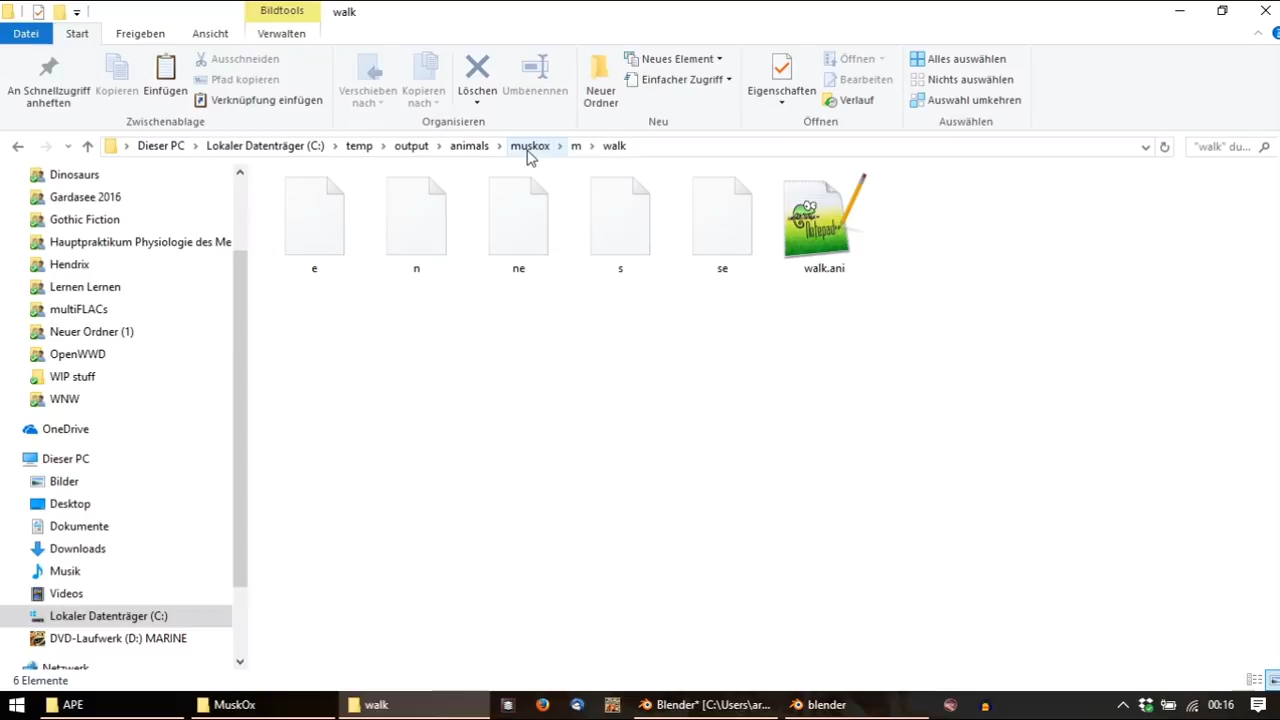 Bildtools
walk
Datei
Start
Freigeben
Ansicht
Verwalten
An Schnellzugriff
anheften
Kopieren
Einfügen
Ausschneiden
Pfad kopieren
Verknüpfung einfügen
Zwischenablage
Verschieben
nach
Kopieren
nach
Löschen
Umbenennen
Organisieren
Neuer
Ordner
Neues Element
Einfacher Zugriff
Neu
Eigenschaften
Öffnen
Bearbeiten
Verlauf
Öffnen
Alles auswählen
Nichts auswählen
Auswahl umkehren
Auswählen
Dieser PC
Lokaler Datenträger (C:)
temp
output
animals
muskox
m
walk
"walk" du...
Dinosaurs
Gardasee 2016
Gothic Fiction
Hauptpraktikum Physiologie des Me
Hendrix
Lernen Lernen
multiFLACs
Neuer Ordner (1)
OpenWWD
WIP stuff
WNW
OneDrive
Dieser PC
Bilder
Desktop
Dokumente
Downloads
Musik
Videos
Lokaler Datenträger (C:)
DVD-Laufwerk (D:) MARINE
Netzwerk
e
n
ne
s
se
walk.ani
6 Elemente
APE
MuskOx
walk
Blender* [C:\Users\ar...
blender
00:16